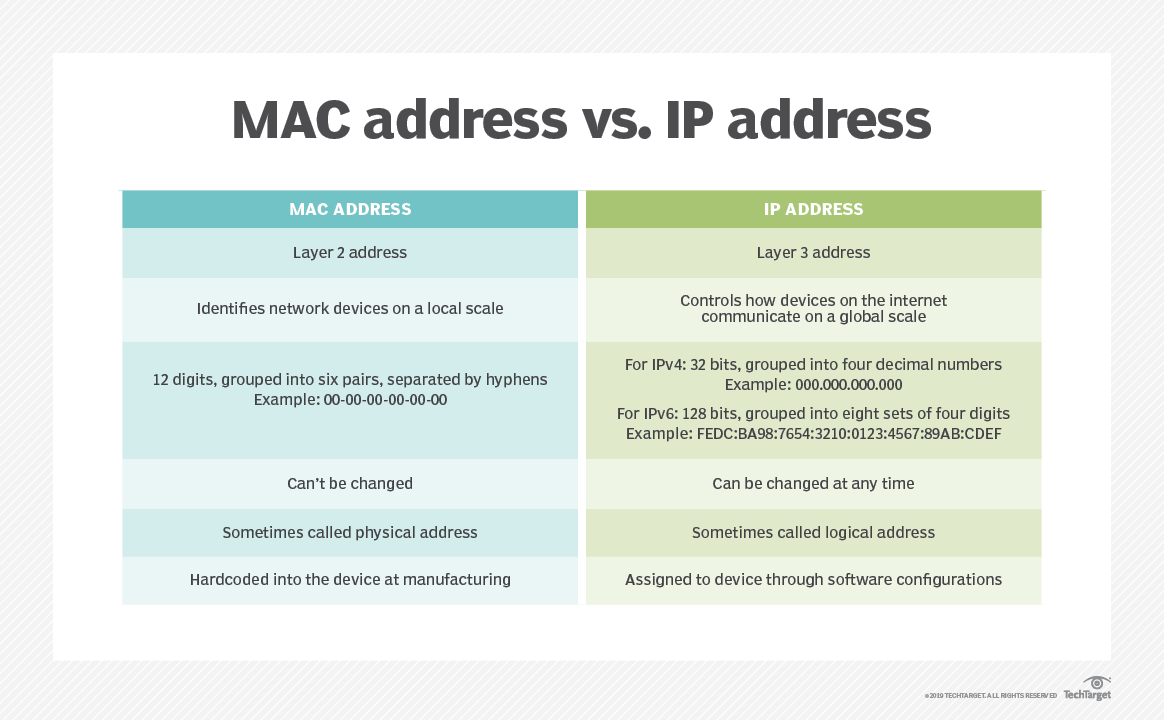 MAC address vs. IP address
MAC ADDRESS
IP ADDRESS
Layer 2 address
Layer 3 address
Identifies network devices on a local scale
Controls how devices on the internet
communicate on a global scale
12 digits, grouped into six pairs, separated by hyphens
Example: 00-00-00-00-00-00
For IPv4: 32 bits, grouped into four decimal numbers
Example: 000.000.000.000
For IPv6: 128 bits, grouped into eight sets of four digits
Example: FEDC:BA98:7654:3210:0123:4567:89AB:CDEF
Can't be changed
Can be changed at any time
Sometimes called physical address
Sometimes called logical address
Hardcoded into the device at manufacturing
Assigned to device through software configurations
©2019 TECHTARGET. ALL RIGHTS RESERVED
TechTarget